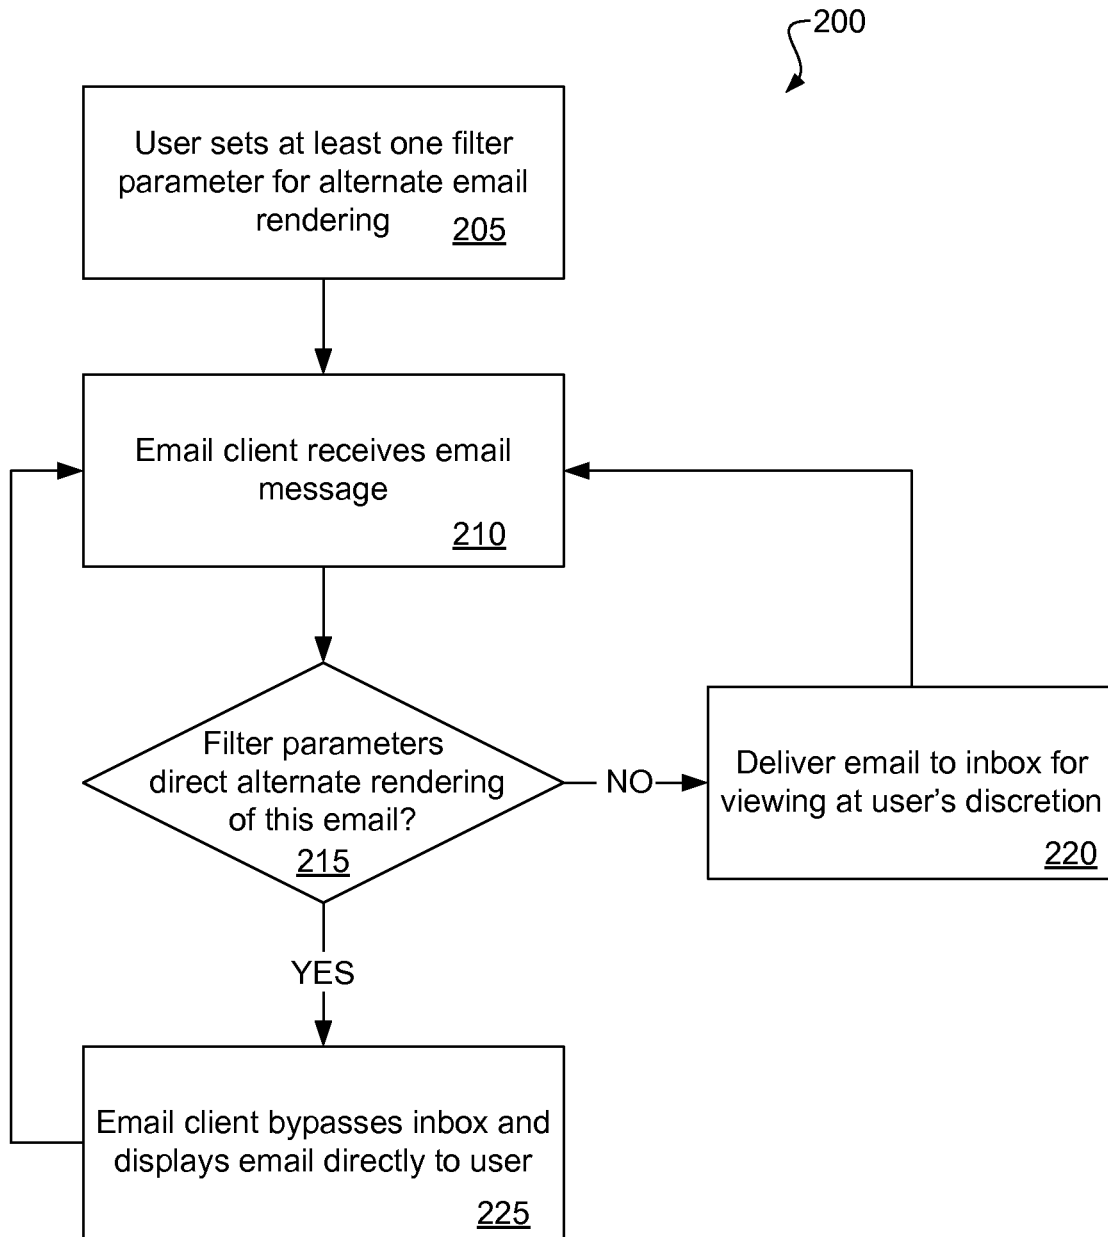 200
User sets at least one filter
parameter for alternate email
rendering
205
Email client receives email
message
210
Filter parameters
direct alternate rendering
of this email?
215
NO
Deliver email to inbox for
viewing at user's discretion
220
YES
Email client bypasses inbox and
displays email directly to user
225